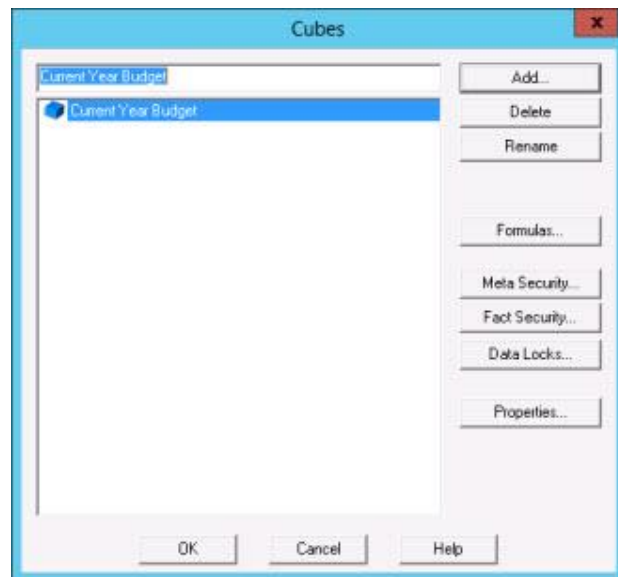 Cubes
x
Current Year Budget
Add...
Current Year Budget
Delete
Rename
Formulas...
Meta Security...
Fact Security...
Data Locks...
Properties...
OK
Cancel
Help